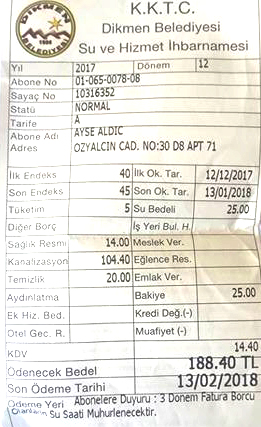 DİKMEN
BELEDİYESİ
K.K.T.C.
Dikmen Belediyesi
Su ve Hizmet İhbarnamesi
Yıl 2017 Dönem 12
Abone No 01-065-0078-08
Sayaç No 10316352
Statü NORMAL
Tarife A
Abone Adı AYSE ALDIC
Adres OZYALCIN CAD. NO:30 D8 APT 71
İlk Endeks 40 İlk Ok. Tar. 12/12/2017
Son Endeks 45 Son Ok. Tar. 13/01/2018
Tüketim 5 Su Bedeli 25.00
Diğer Borç İş Yeri Bul. H.
Sağlık Resmi 14.00 Meslek Ver.
Kanalizasyon 104.40 Eğlence Res.
Temizlik 20.00 Emlak Ver.
Aydınlatma Bakiye 25.00
Ek Hiz. Bed. Kredi Değ.(-)
Otel Gec. R. Muafiyet (-)
KDV 14.40
Ödenecek Bedel 188.40 TL
Son Ödeme Tarihi 13/02/2018
Ödeme Yeri Abonelere Duyuru : 3 Donem Fatura Borcu
Olanların Su Saati Muhurlenecektir.